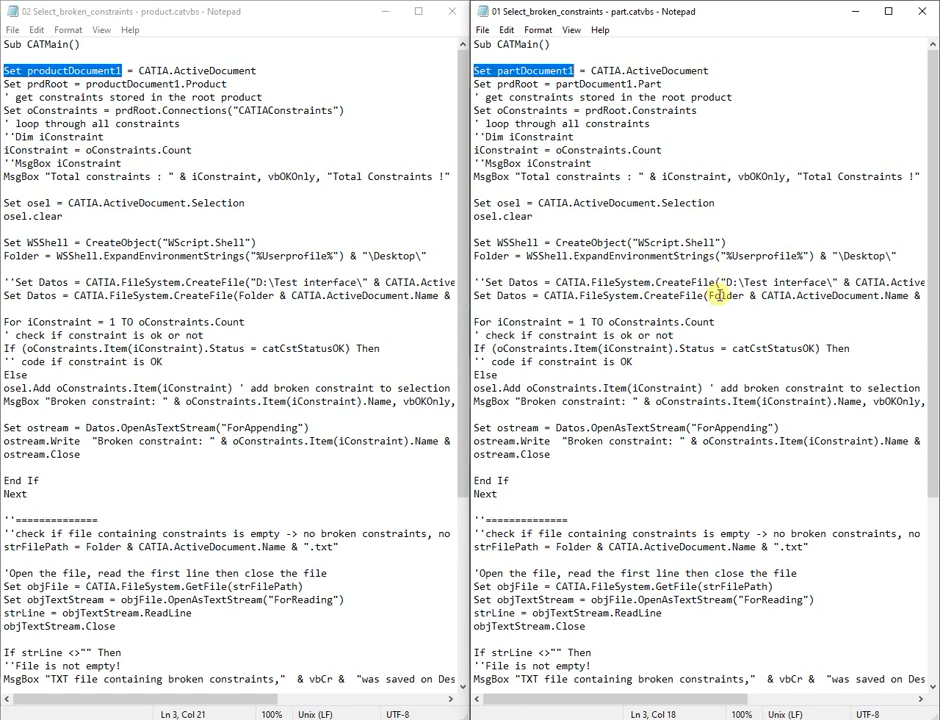 02 Select_broken_constraints - product.catvbs - Notepad
File Edit Format View Help
Sub CATMain()
Set productDocument1 = CATIA.ActiveDocument
Set prdRoot = productDocument1.Product
' get constraints stored in the root product
Set oConstraints = prdRoot.Connections("CATIAConstraints")
' loop through all constraints
''Dim iConstraint
iConstraint = oConstraints.Count
''MsgBox iConstraint
MsgBox "Total constraints : " & iConstraint, vbOKOnly, "Total Constraints !"
Set osel = CATIA.ActiveDocument.Selection
osel.clear
Set WSShell = CreateObject("WScript.Shell")
Folder = WSShell.ExpandEnvironmentStrings("%Userprofile%") & "\Desktop\"
''Set Datos = CATIA.FileSystem.CreateFile("D:\Test interface\" & CATIA.Active
Set Datos = CATIA.FileSystem.CreateFile(Folder & CATIA.ActiveDocument.Name &
For iConstraint = 1 TO oConstraints.Count
' check if constraint is ok or not
If (oConstraints.Item(iConstraint).Status = catCstStatusOK) Then
'' code if constraint is OK
Else
osel.Add oConstraints.Item(iConstraint) ' add broken constraint to selection
MsgBox "Broken constraint: " & oConstraints.Item(iConstraint).Name, vbOKOnly,
Set ostream = Datos.OpenAsTextStream("ForAppending")
ostream.Write  "Broken constraint: " & oConstraints.Item(iConstraint).Name &
ostream.Close
End If
Next
''==============
''check if file containing constraints is empty -> no broken constraints, no
strFilePath = Folder & CATIA.ActiveDocument.Name & ".txt"
'Open the file, read the first line then close the file
Set objFile = CATIA.FileSystem.GetFile(strFilePath)
Set objTextStream = objFile.OpenAsTextStream("ForReading")
strLine = objTextStream.ReadLine
objTextStream.Close
If strLine <>"" Then
''File is not empty!
MsgBox "TXT file containing broken constraints,"  & vbCr &  "was saved on Des
Ln 3, Col 21 100% Unix (LF) UTF-8
01 Select_broken_constraints - part.catvbs - Notepad
File Edit Format View Help
Sub CATMain()
Set partDocument1 = CATIA.ActiveDocument
Set prdRoot = partDocument1.Part
' get constraints stored in the root product
Set oConstraints = prdRoot.Constraints
' loop through all constraints
''Dim iConstraint
iConstraint = oConstraints.Count
''MsgBox iConstraint
MsgBox "Total constraints : " & iConstraint, vbOKOnly, "Total Constraints !"
Set osel = CATIA.ActiveDocument.Selection
osel.clear
Set WSShell = CreateObject("WScript.Shell")
Folder = WSShell.ExpandEnvironmentStrings("%Userprofile%") & "\Desktop\"
''Set Datos = CATIA.FileSystem.CreateFile("D:\Test interface\" & CATIA.Active
Set Datos = CATIA.FileSystem.CreateFile(Folder & CATIA.ActiveDocument.Name &
For iConstraint = 1 TO oConstraints.Count
' check if constraint is ok or not
If (oConstraints.Item(iConstraint).Status = catCstStatusOK) Then
'' code if constraint is OK
Else
osel.Add oConstraints.Item(iConstraint) ' add broken constraint to selection
MsgBox "Broken constraint: " & oConstraints.Item(iConstraint).Name, vbOKOnly,
Set ostream = Datos.OpenAsTextStream("ForAppending")
ostream.Write  "Broken constraint: " & oConstraints.Item(iConstraint).Name &
ostream.Close
End If
Next
''==============
''check if file containing constraints is empty -> no broken constraints, no
strFilePath = Folder & CATIA.ActiveDocument.Name & ".txt"
'Open the file, read the first line then close the file
Set objFile = CATIA.FileSystem.GetFile(strFilePath)
Set objTextStream = objFile.OpenAsTextStream("ForReading")
strLine = objTextStream.ReadLine
objTextStream.Close
If strLine <>"" Then
''File is not empty!
MsgBox "TXT file containing broken constraints,"  & vbCr &  "was saved on Des
Ln 3, Col 18 100% Unix (LF) UTF-8